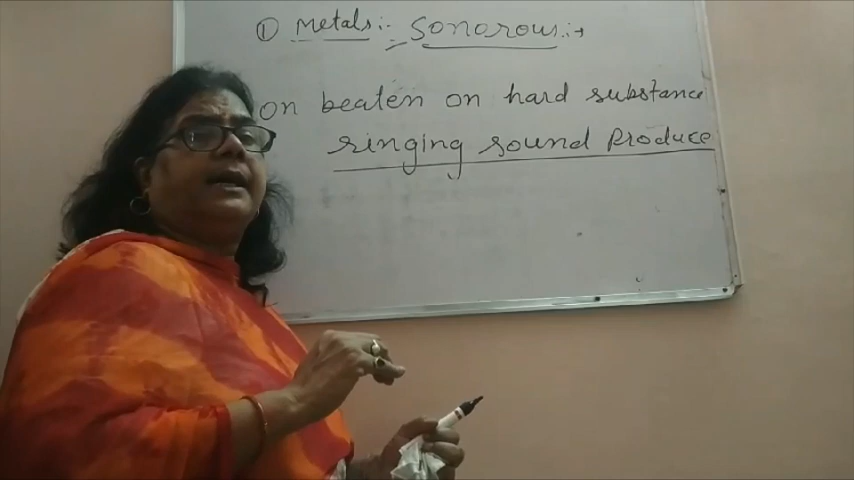 ① Metals:- Sonorous:→
on beaten on hard substance
ringing sound Produce